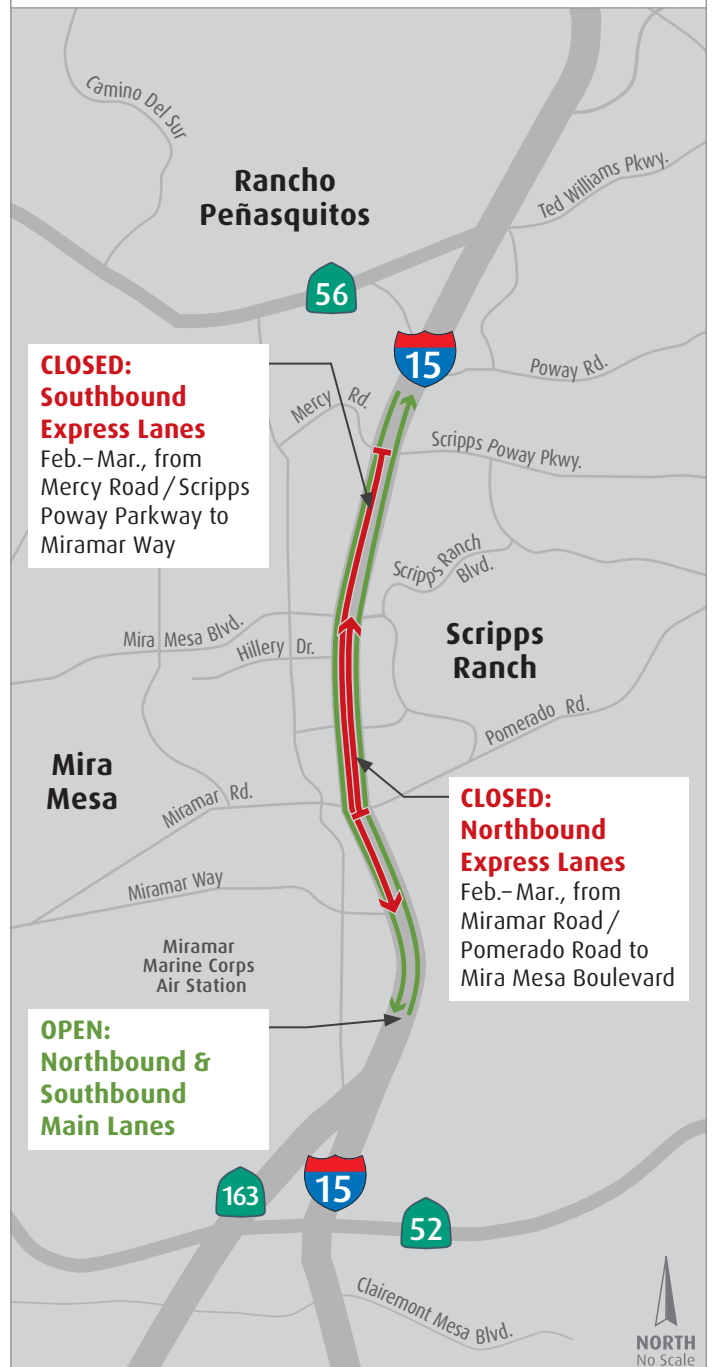 Camino Del Sur
Rancho
Peñasquitos
Ted Williams Pkwy.
56
15
CLOSED:
Southbound
Express Lanes
Feb.–Mar., from
Mercy Road / Scripps
Poway Parkway to
Miramar Way
Poway Rd.
Mercy Rd.
Scripps Poway Pkwy.
Scripps Ranch
Blvd.
Mira Mesa Blvd.
Hillery Dr.
Scripps
Ranch
Pomerado Rd.
Mira
Mesa
Miramar Rd.
CLOSED:
Northbound
Express Lanes
Feb.–Mar., from
Miramar Road /
Pomerado Road to
Mira Mesa Boulevard
Miramar Way
Miramar
Marine Corps
Air Station
OPEN:
Northbound &
Southbound
Main Lanes
163
15
52
Clairemont Mesa Blvd.
NORTH
No Scale